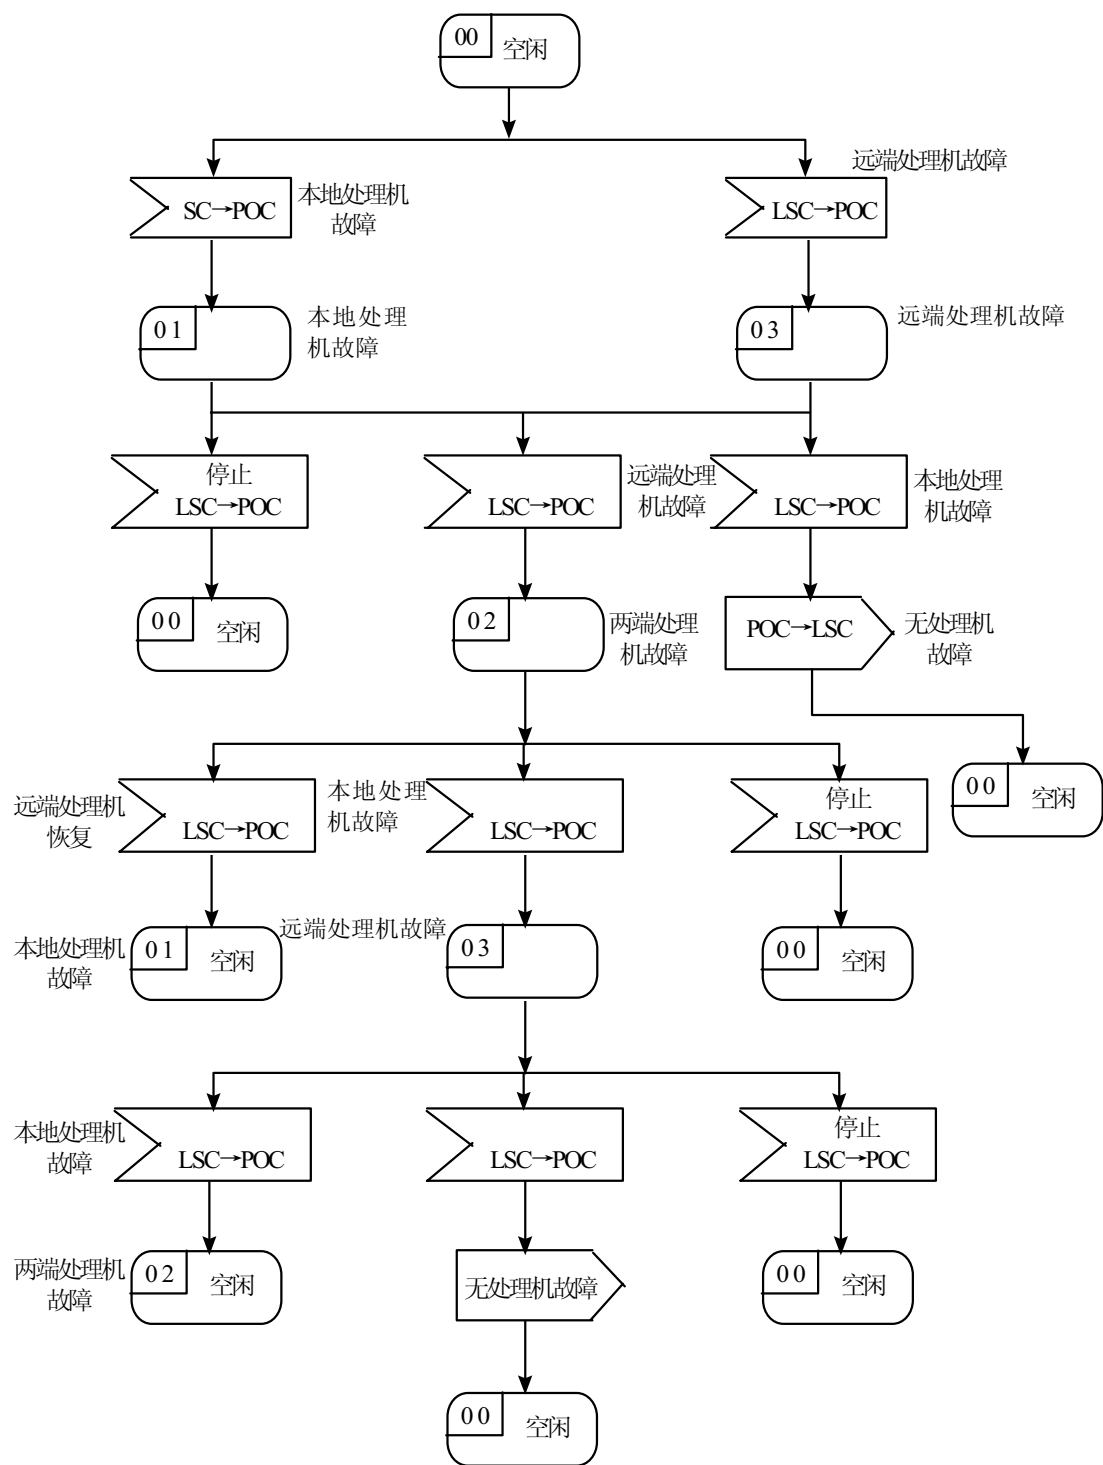 00
空闲
远端处理机故障
SC→POC
本地处理机
故障
LSC→POC
01
本地处理
机故障
03
远端处理机故障
停止
LSC→POC
LSC→POC
远端处理
机故障
LSC→POC
本地处理
机故障
00
空闲
02
两端处理
机故障
POC→LSC
无处理机
故障
00
空闲
远端处理机
恢复
LSC→POC
本地处理
机故障
LSC→POC
停止
LSC→POC
本地处理机
故障
01
空闲
远端处理机故障
03
00
空闲
本地处理机
故障
LSC→POC
LSC→POC
停止
LSC→POC
两端处理机
故障
02
空闲
无处理机故障
00
空闲
00
空闲